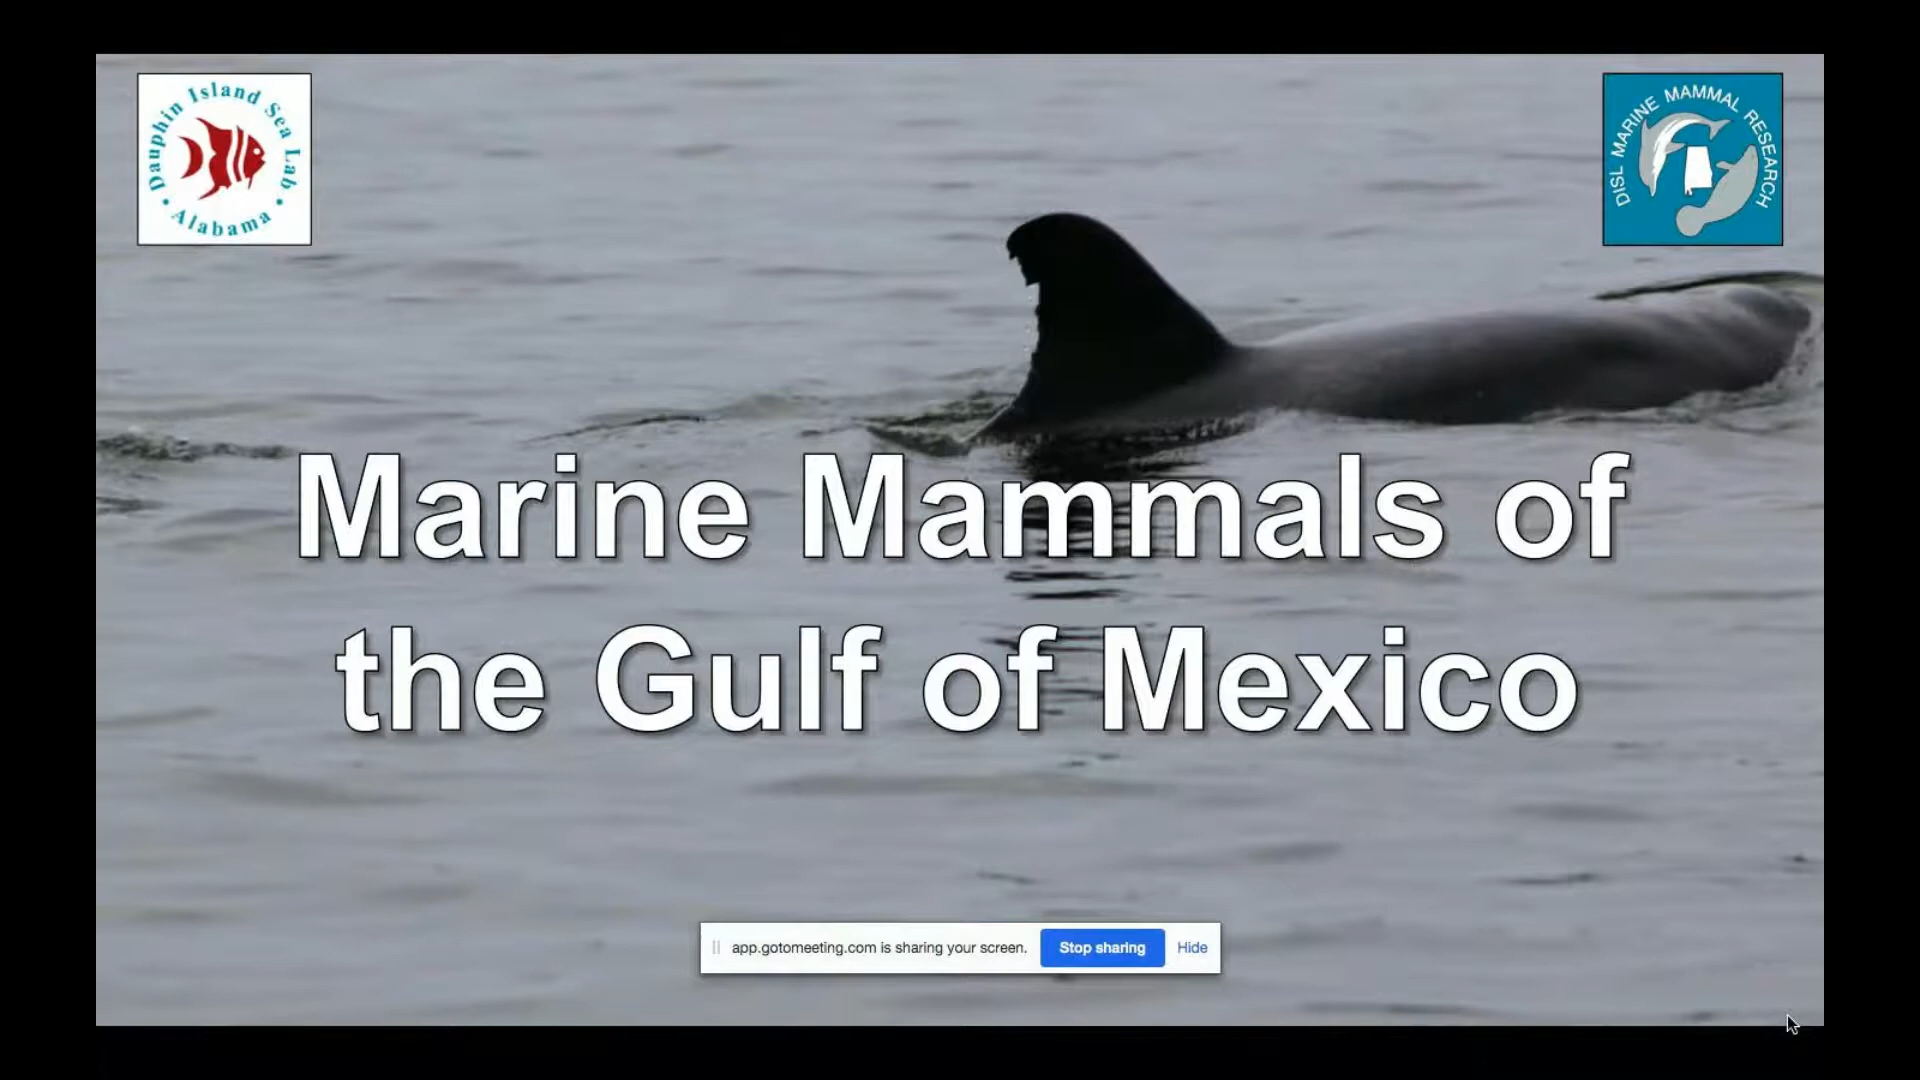 Dauphin Island Sea Lab
• Alabama •
DISL MARINE MAMMAL RESEARCH
Marine Mammals of
the Gulf of Mexico
app.gotomeeting.com is sharing your screen. Stop sharing Hide